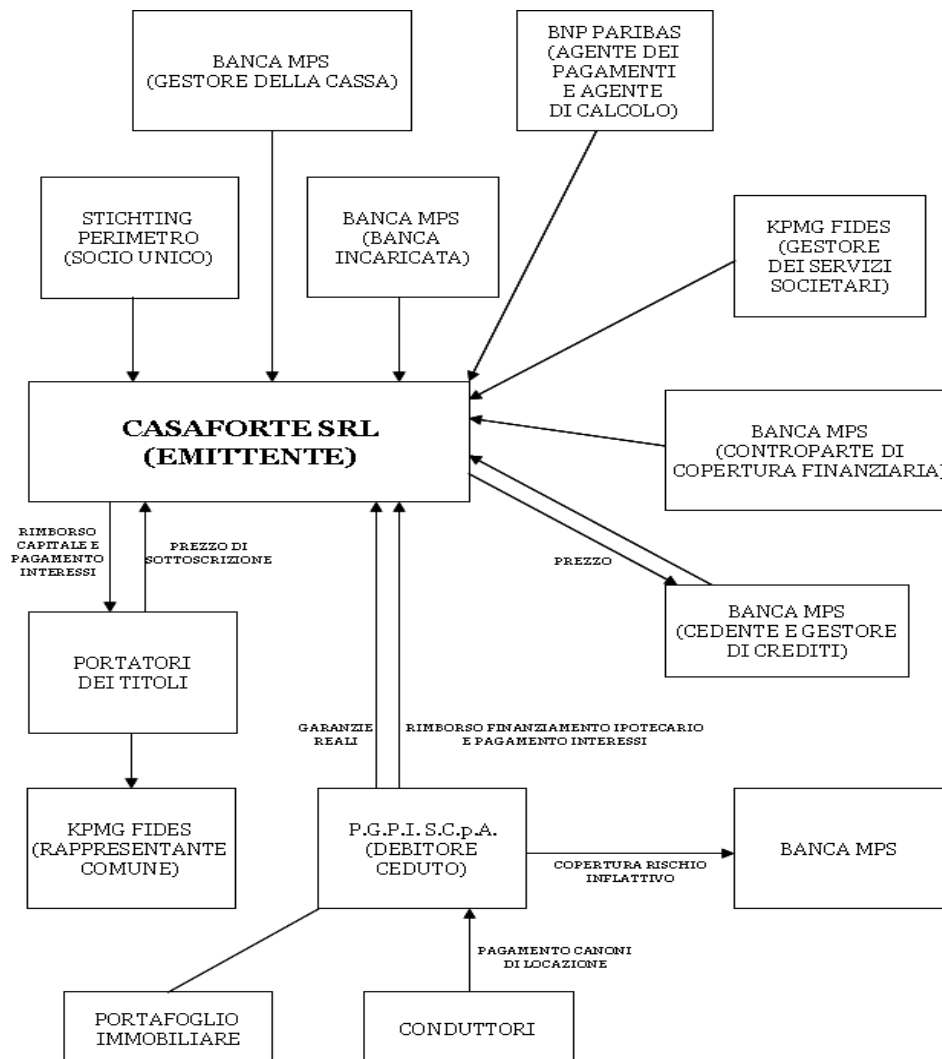 BANCA MPS
(GESTORE DELLA CASSA)
BNP PARIBAS
(AGENTE DEI
PAGAMENTI
E AGENTE
DI CALCOLO)
STICHTING
PERIMETRO
(SOCIO UNICO)
BANCA MPS
(BANCA
INCARICATA)
KPMG FIDES
(GESTORE
DEI SERVIZI
SOCIETARI)
CASAFORTE SRL
(EMITTENTE)
BANCA MPS
(CONTROPARTE DI
COPERTURA FINANZIARIA)
RIMBORSO
CAPITALE E
PAGAMENTO
INTERESSI
PREZZO DI
SOTTOSCRIZIONE
PREZZO
BANCA MPS
(CEDENTE E GESTORE
DI CREDITI)
PORTATORI
DEI TITOLI
GARANZIE
REALI
RIMBORSO FINANZIAMENTO IPOTECARIO
E PAGAMENTO INTERESSI
KPMG FIDES
(RAPPRESENTANTE
COMUNE)
P.G.P.I. S.C.p.A.
(DEBITORE
CEDUTO)
COPERTURA RISCHIO
INFLATTIVO
BANCA MPS
PAGAMENTO CANONI
DI LOCAZIONE
PORTAFOGLIO
IMMOBILIARE
CONDUTTORI